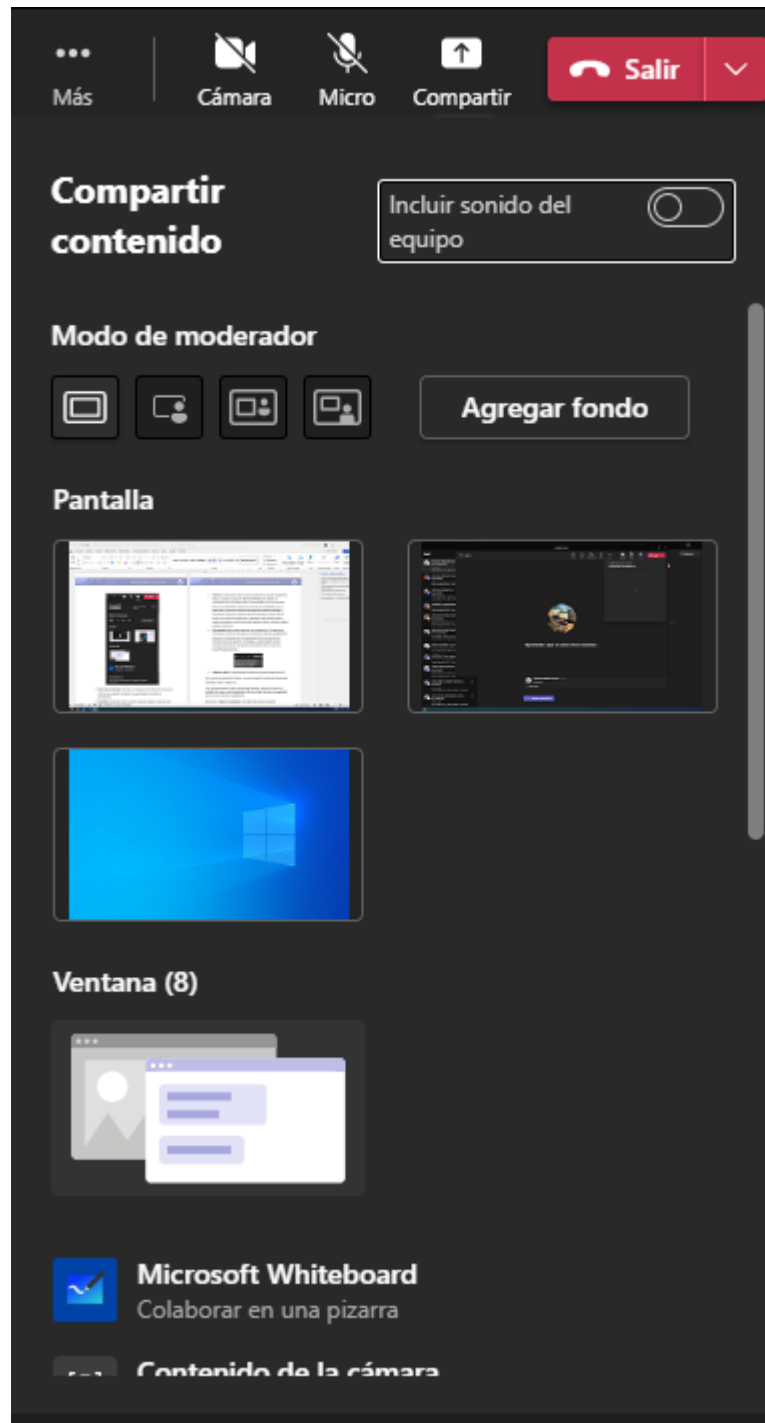 Más
Cámara
Micro
Compartir
Salir
Compartir
contenido
Incluir sonido del
equipo
Modo de moderador
Agregar fondo
Pantalla
Ventana (8)
Microsoft Whiteboard
Colaborar en una pizarra
Contenido de la cámara